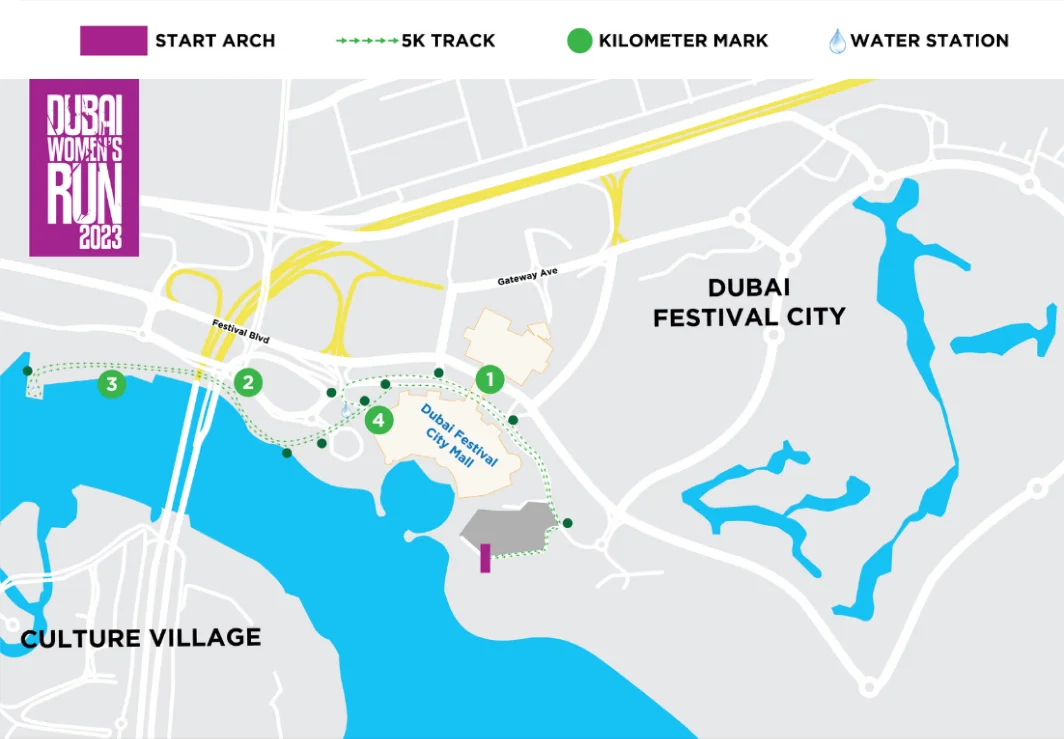 START ARCH
5K TRACK
KILOMETER MARK
WATER STATION
DUBAI
WOMEN'S
RUN
2023
Gateway Ave
DUBAI
FESTIVAL CITY
Festival Blvd
1
2
3
4
Dubai Festival
City Mall
CULTURE VILLAGE